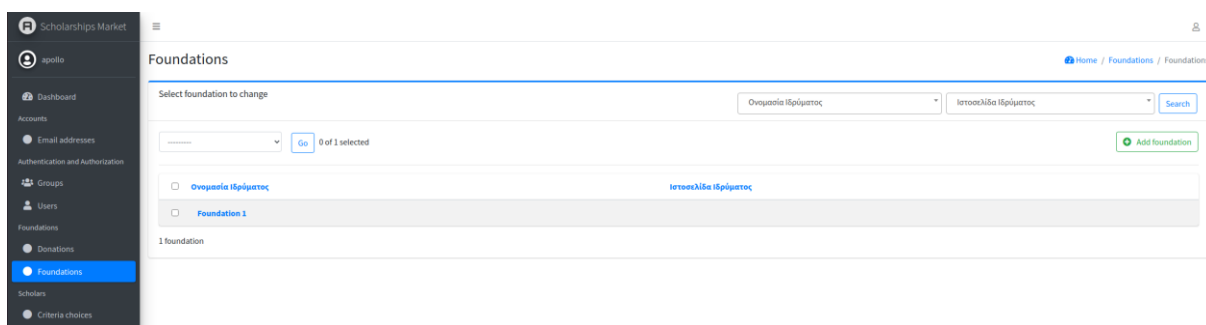 Scholarships Market
apollo
Dashboard
Accounts
Email addresses
Authentication and Authorization
Groups
Users
Foundations
Donations
Foundations
Scholars
Criteria choices
Foundations
Home / Foundations / Foundation
Select foundation to change
Ονομασία Ιδρύματος
Ιστοσελίδα Ιδρύματος
Search
---------
Go
0 of 1 selected
Add foundation
Ονομασία Ιδρύματος
Ιστοσελίδα Ιδρύματος
Foundation 1
1 foundation